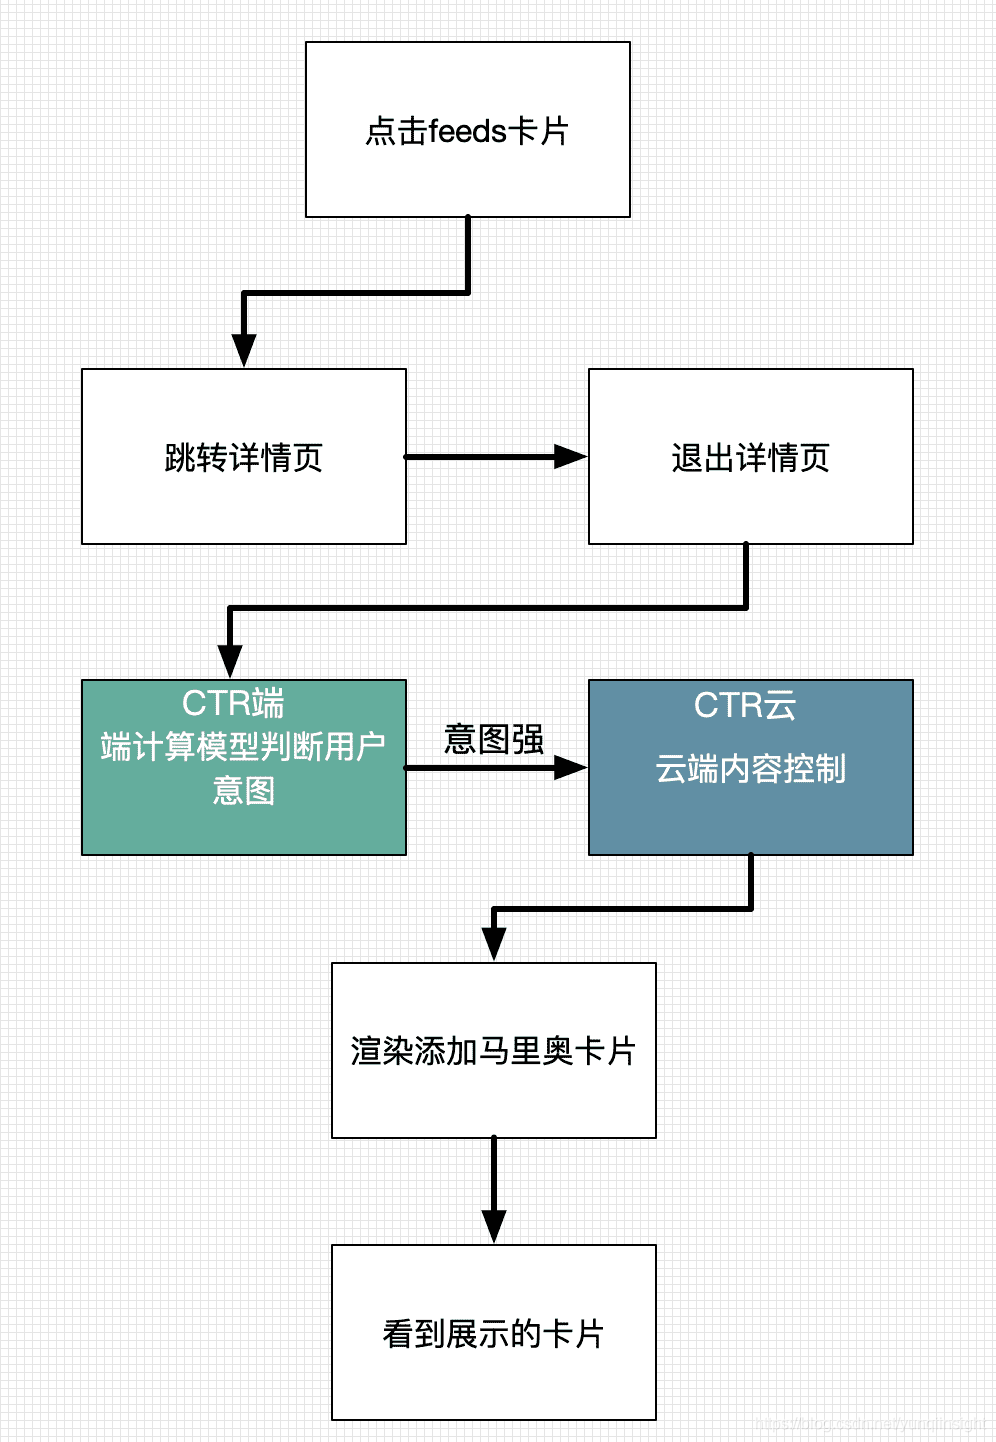 点击feeds卡片
跳转详情页
退出详情页
CTR端
端计算模型判断用户
意图
意图强
CTR云
云端内容控制
渲染添加马里奥卡片
看到展示的卡片
https://blog.csdn.net/yunqiinsight